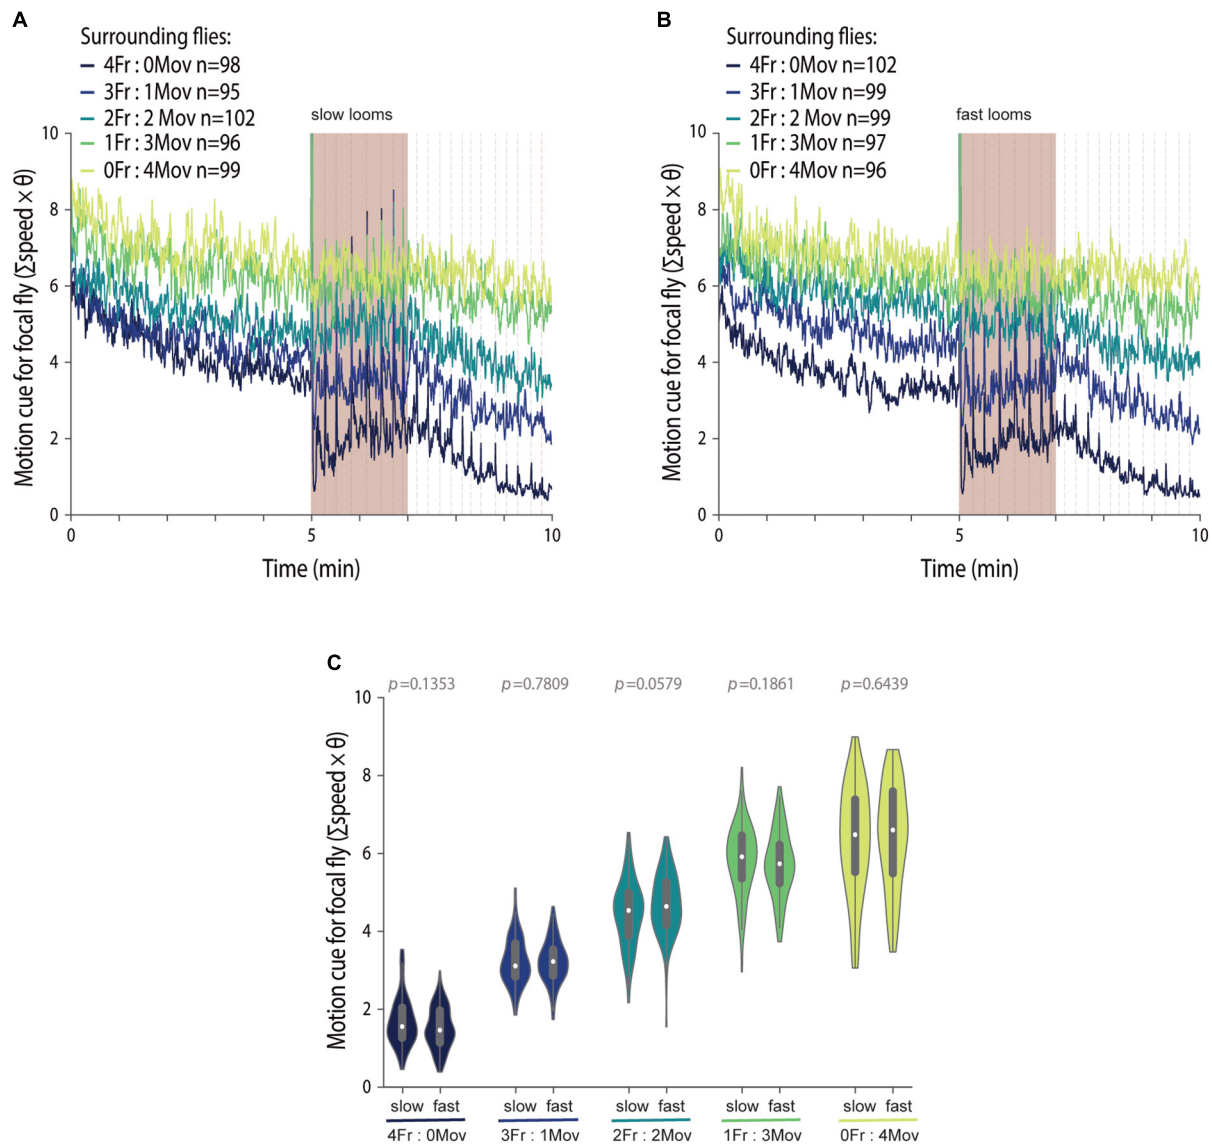 A
Surrounding flies:
4Fr : 0Mov n=98
3Fr : 1Mov n=95
2Fr : 2 Mov n=102
1Fr : 3Mov n=96
0Fr : 4Mov n=99
slow looms
10
8
6
4
2
0
Motion cue for focal fly (Σspeed × θ)
0 5 10
Time (min)
B
Surrounding flies:
4Fr : 0Mov n=102
3Fr : 1Mov n=99
2Fr : 2 Mov n=99
1Fr : 3Mov n=97
0Fr : 4Mov n=96
fast looms
10
8
6
4
2
0
Motion cue for focal fly (Σspeed × θ)
0 5 10
Time (min)
C
p=0.1353 p=0.7809 p=0.0579 p=0.1861 p=0.6439
10
8
6
4
2
0
Motion cue for focal fly (Σspeed × θ)
slow fast slow fast slow fast slow fast slow fast
4Fr : 0Mov 3Fr : 1Mov 2Fr : 2Mov 1Fr : 3Mov 0Fr : 4Mov